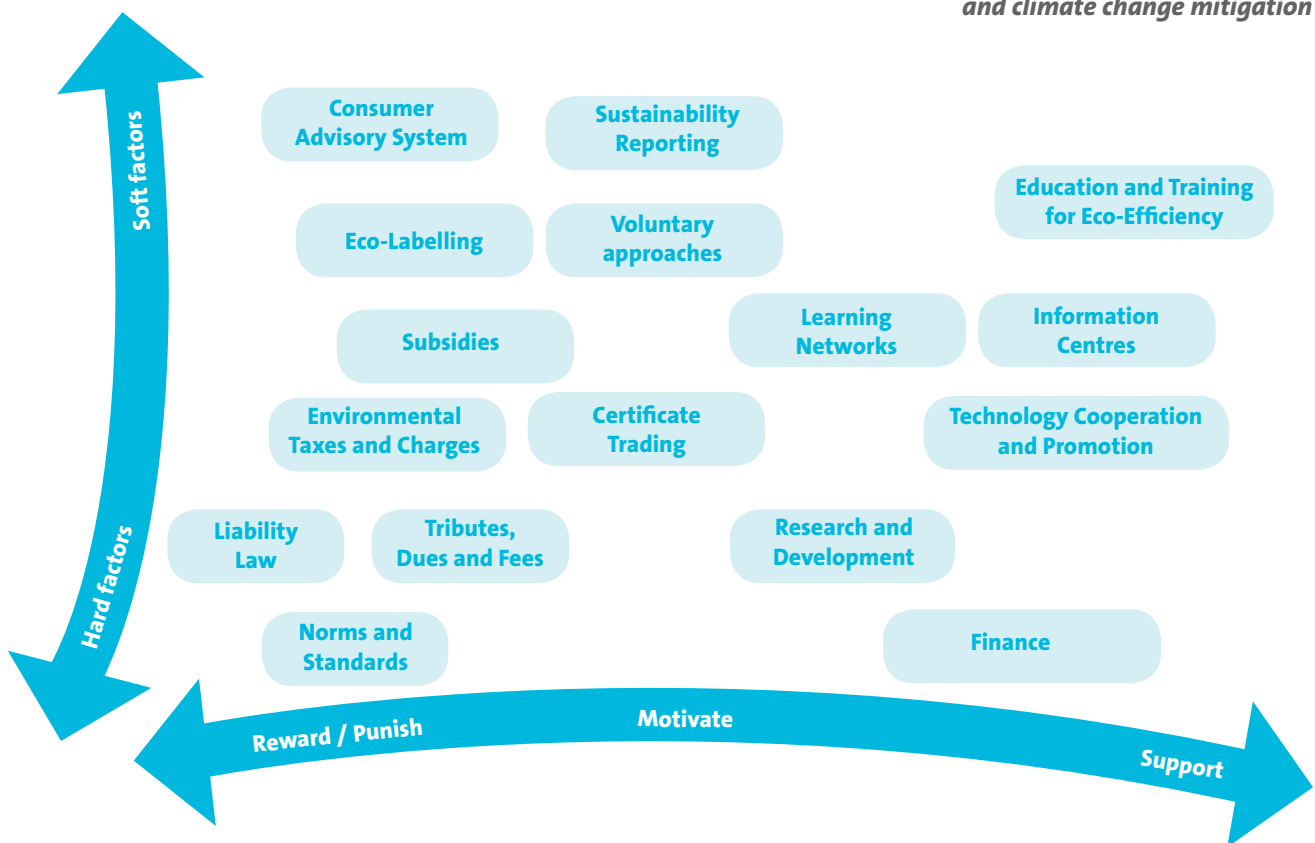 and climate change mitigation
Soft factors
Hard factors
Consumer
Advisory System
Sustainability
Reporting
Education and Training
for Eco-Efficiency
Eco-Labelling
Voluntary
approaches
Learning
Networks
Information
Centres
Subsidies
Environmental
Taxes and Charges
Certificate
Trading
Technology Cooperation
and Promotion
Liability
Law
Tributes,
Dues and Fees
Research and
Development
Norms and
Standards
Finance
Reward / Punish
Motivate
Support